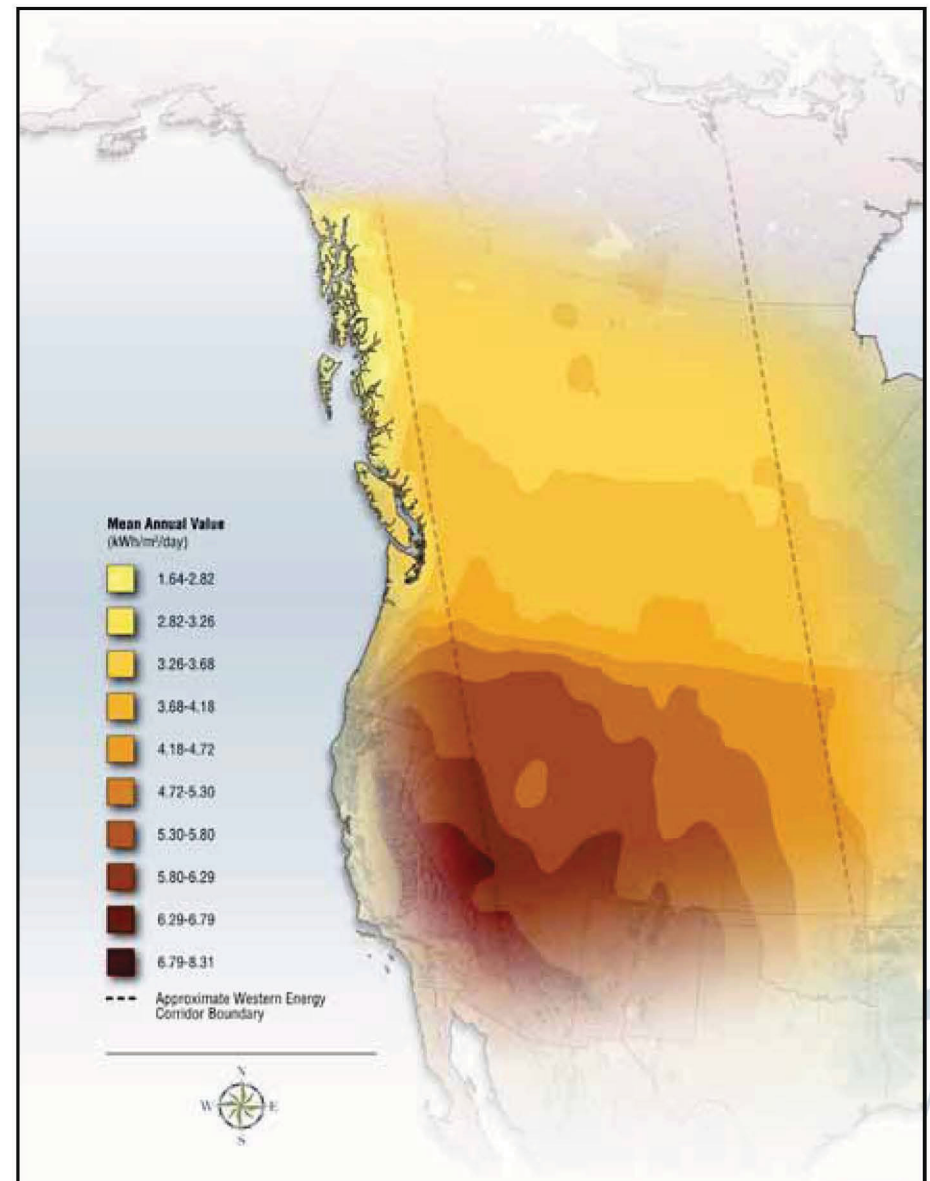 Mean Annual Value
(kWh/m²/day)
1.64-2.82
2.82-3.26
3.26-3.68
3.68-4.18
4.18-4.72
4.72-5.30
5.30-5.80
5.80-6.29
6.29-6.79
6.79-8.31
Approximate Western Energy
Corridor Boundary
N
W E
S